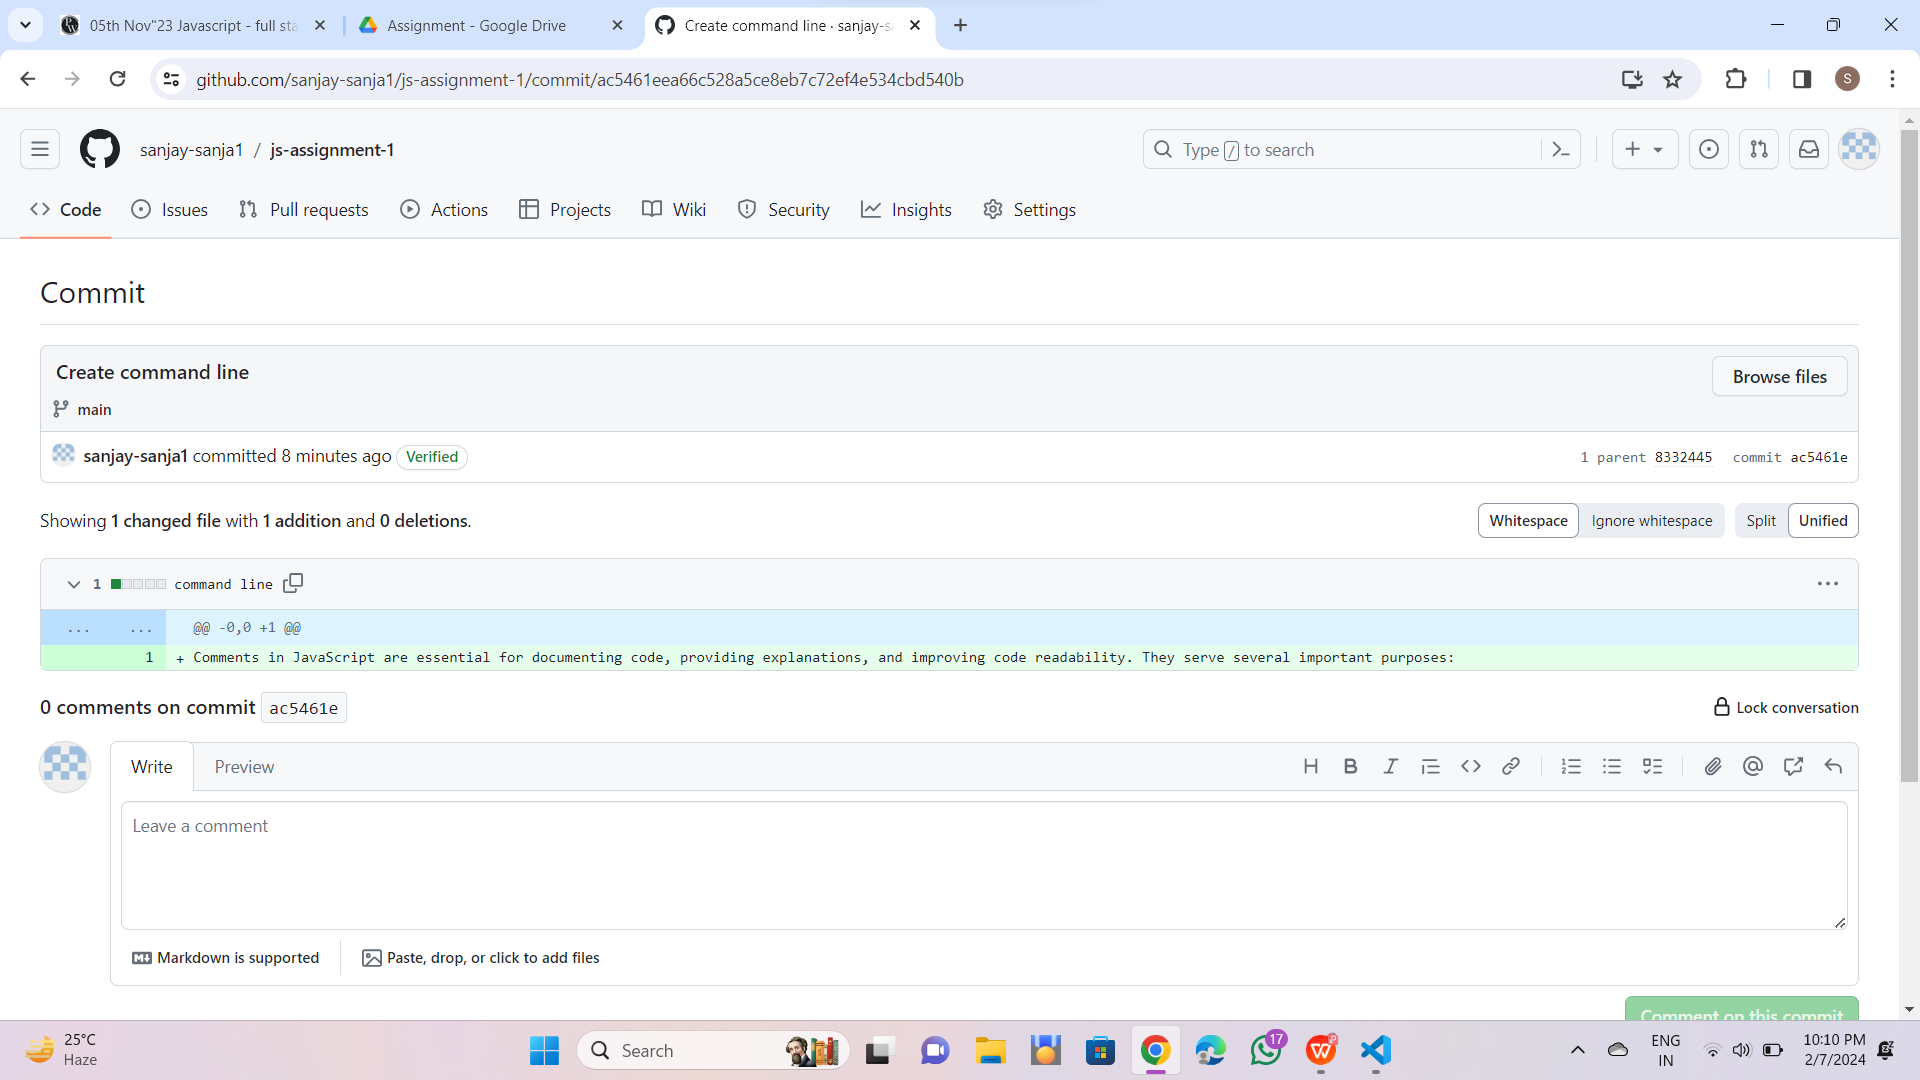 05th Nov"23 Javascript - full sta
Assignment - Google Drive
Create command line · sanjay-sa
github.com/sanjay-sanja1/js-assignment-1/commit/ac5461eea66c528a5ce8eb7c72ef4e534cbd540b
S
sanjay-sanja1 / js-assignment-1
Type / to search
Code Issues Pull requests Actions Projects Wiki Security Insights Settings
Commit
Create command line
Browse files
main
sanjay-sanja1 committed 8 minutes ago Verified
1 parent 8332445 commit ac5461e
Showing 1 changed file with 1 addition and 0 deletions.
Whitespace Ignore whitespace Split Unified
1 command line
... ... @@ -0,0 +1 @@
1 + Comments in JavaScript are essential for documenting code, providing explanations, and improving code readability. They serve several important purposes:
0 comments on commit ac5461e
Lock conversation
Write Preview
Leave a comment
Markdown is supported
Paste, drop, or click to add files
Comment on this commit
25°C
Haze
Search
17
ENG
IN
10:10 PM
2/7/2024